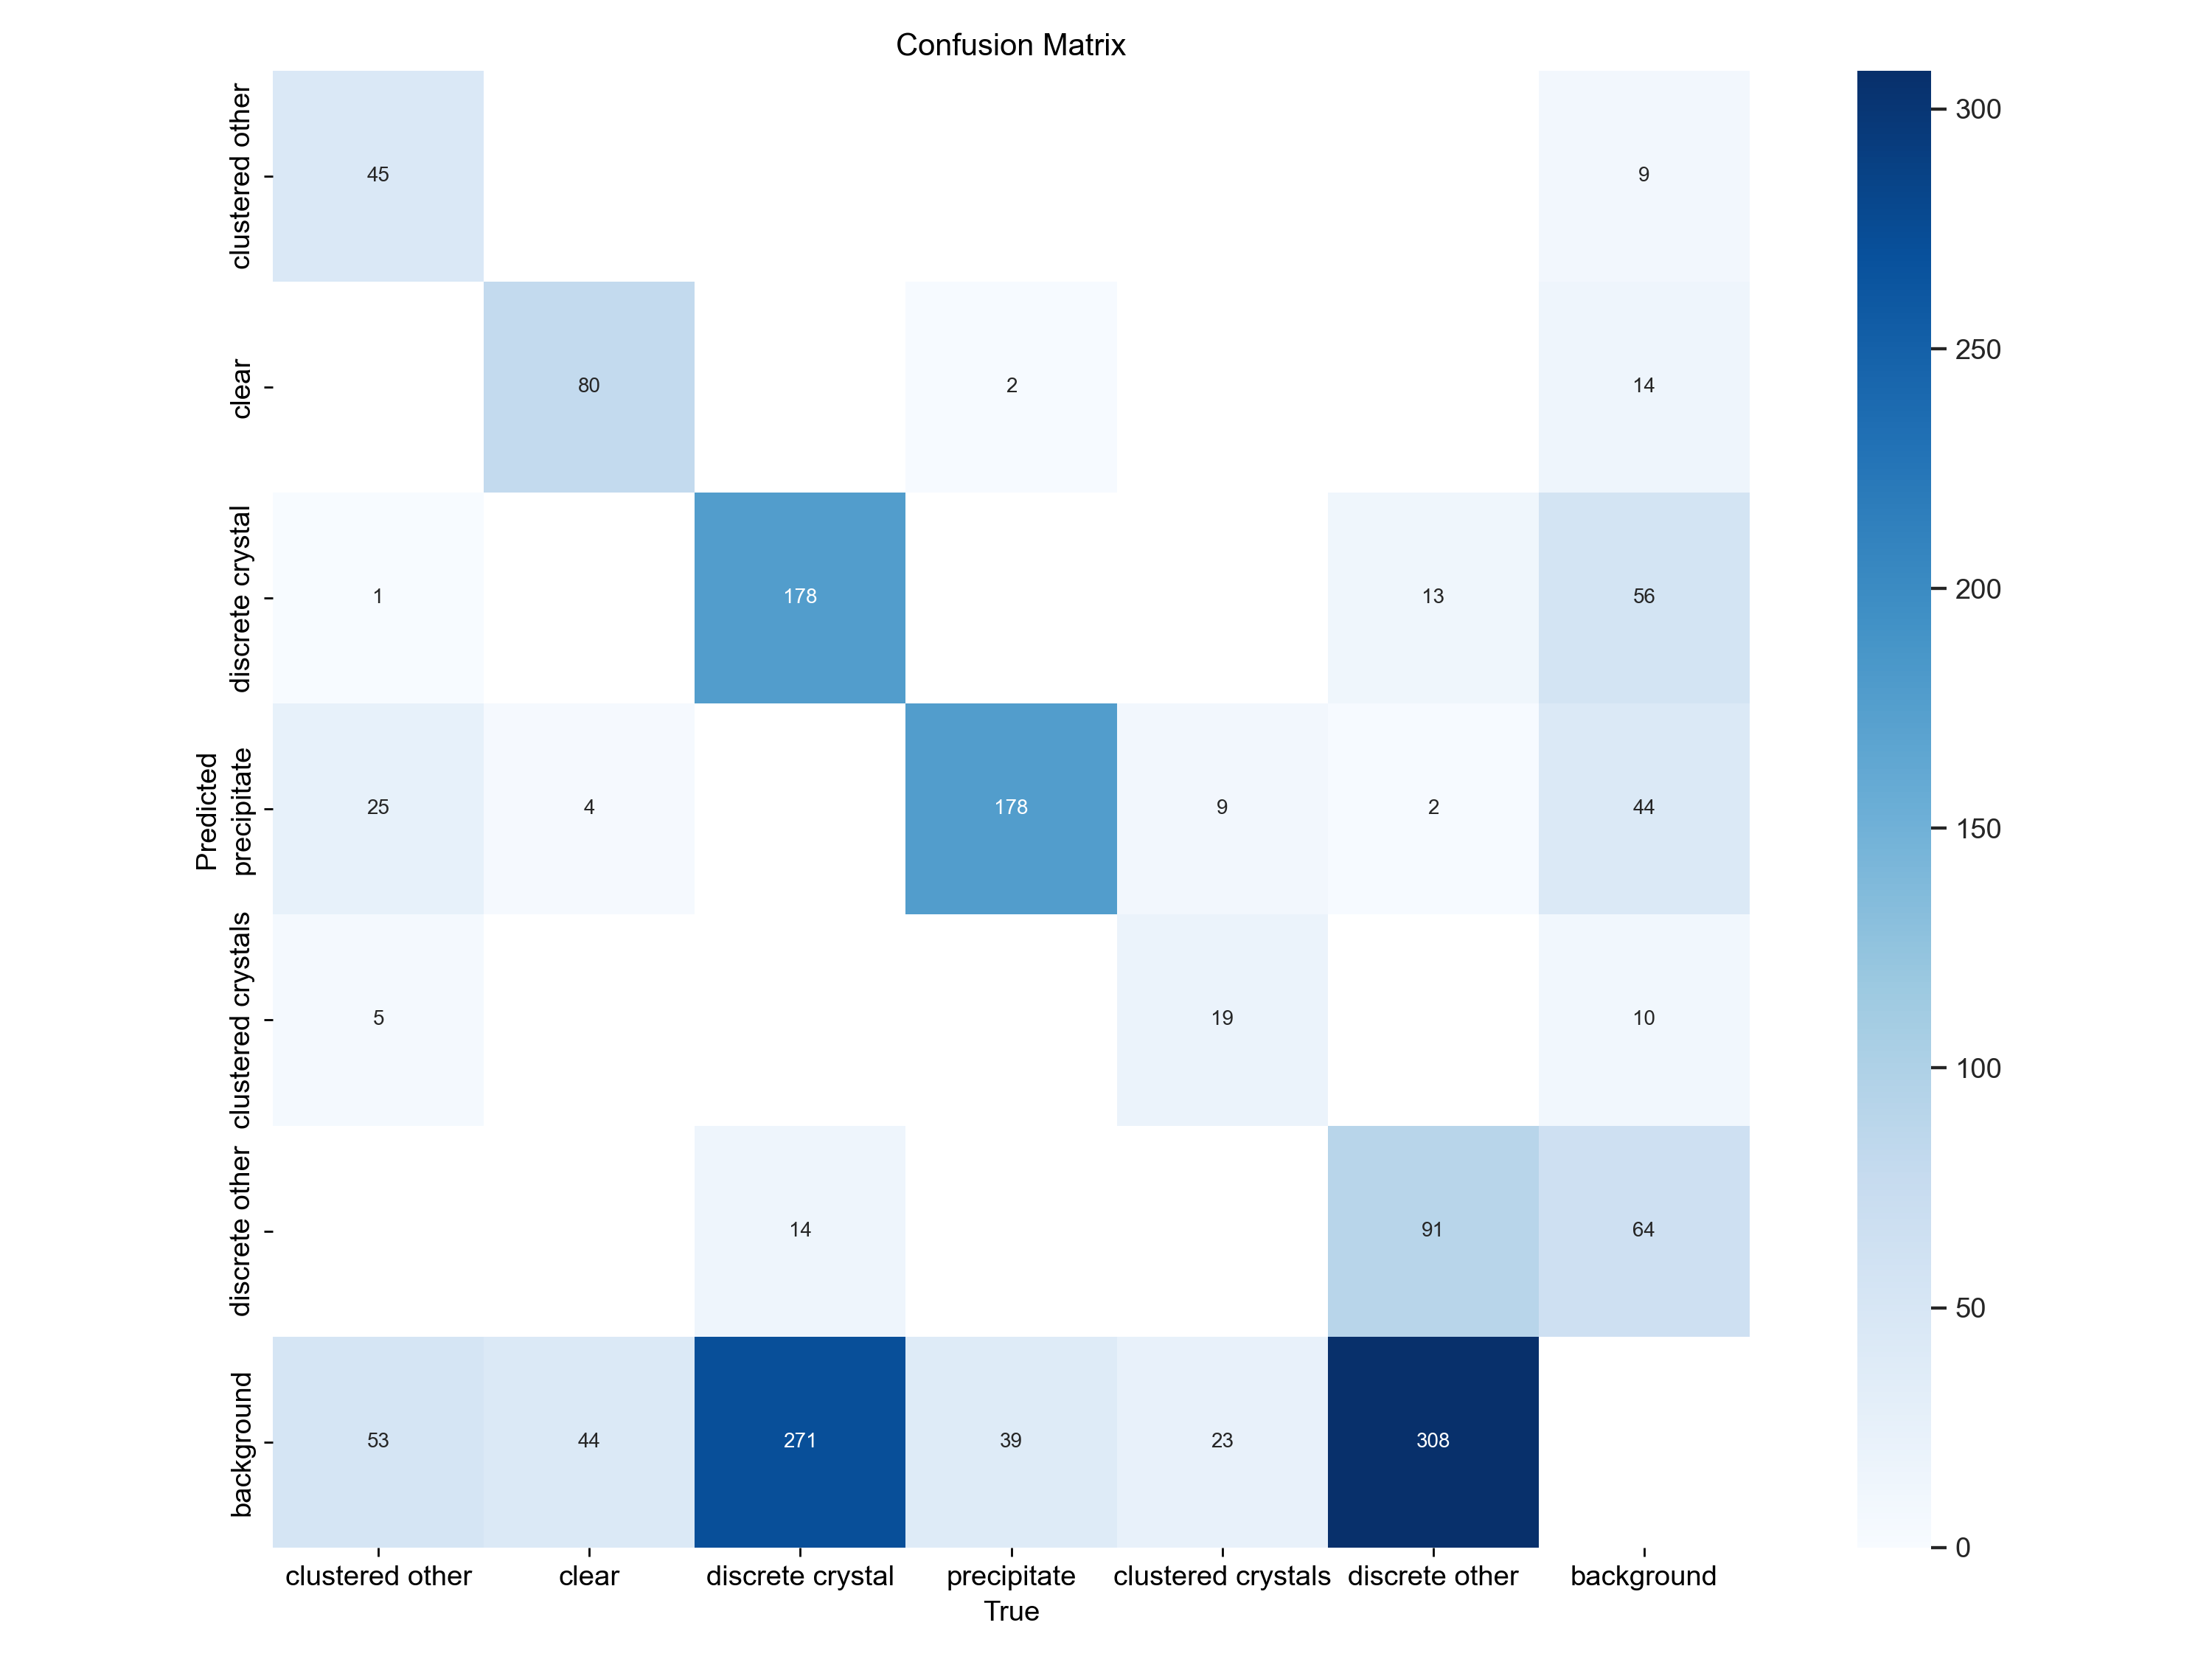 Confusion Matrix
Predicted
clustered other
45
9
clear
80
2
14
discrete crystal
1
178
13
56
precipitate
25
4
178
9
2
44
clustered crystals
5
19
10
discrete other
14
91
64
background
53
44
271
39
23
308
clustered other
clear
discrete crystal
precipitate
clustered crystals
discrete other
background
True
300
250
200
150
100
50
0